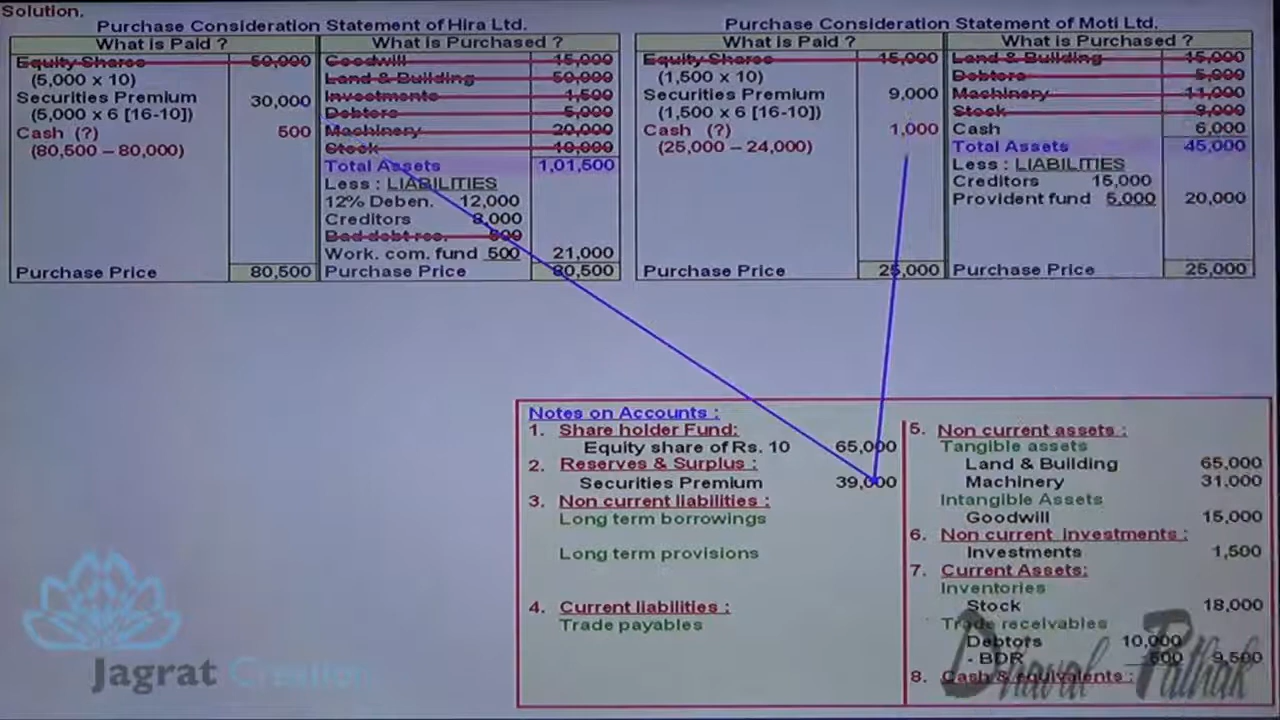 Solution.
Purchase Consideration Statement of Hira Ltd.
What is Paid ?
What is Purchased ?
Equity Shares 50,000
(5,000 x 10)
Securities Premium 30,000
(5,000 x 6 [16-10])
Cash (?) 500
(80,500 – 80,000)
Purchase Price 80,500
Goodwill 15,000
Land & Building 50,000
Investments 1,500
Debtors 5,000
Machinery 20,000
Stock 10,000
Total Assets 1,01,500
Less : LIABILITIES
12% Deben. 12,000
Creditors 8,000
Bad debt res. 500
Work. com. fund 500 21,000
Purchase Price 80,500
Purchase Consideration Statement of Moti Ltd.
What is Paid ?
What is Purchased ?
Equity Shares 15,000
(1,500 x 10)
Securities Premium 9,000
(1,500 x 6 [16-10])
Cash (?) 1,000
(25,000 – 24,000)
Purchase Price 25,000
Land & Building 15,000
Debtors 5,000
Machinery 11,000
Stock 9,000
Cash 6,000
Total Assets 45,000
Less : LIABILITIES
Creditors 15,000
Provident fund 5,000 20,000
Purchase Price 25,000
Notes on Accounts :
1. Share holder Fund:
Equity share of Rs. 10 65,000
2. Reserves & Surplus :
Securities Premium 39,000
3. Non current liabilities :
Long term borrowings
Long term provisions
4. Current liabilities :
Trade payables
5. Non current assets :
Tangible assets
Land & Building 65,000
Machinery 31,000
Intangible Assets
Goodwill 15,000
6. Non current investments :
Investments 1,500
7. Current Assets:
Inventories
Stock 18,000
Trade receivables
Debtors 10,000
- BDR 500 9,500
8. Cash & equivalents :
Jagrat Creation
Dhaval Pathak